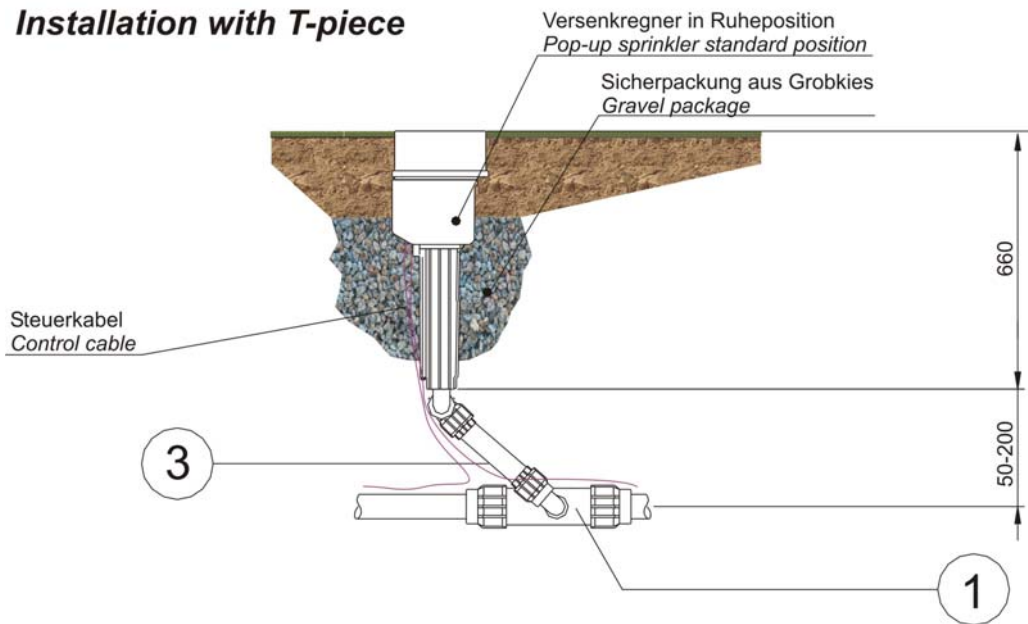 Installation with T-piece
Versenkregner in Ruheposition
Pop-up sprinkler standard position
Sicherpackung aus Grobkies
Gravel package
660
Steuerkabel
Control cable
3
50-200
1